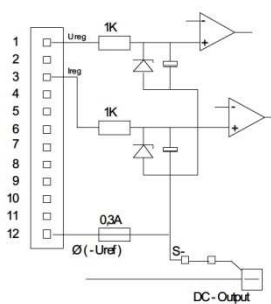 1K
1 Ureg
- +
2
3 Ireg
4
1K
5
- +
6
7
8
9
10
11
0,3A
12
Ø (-Uref)
S-
DC-Output